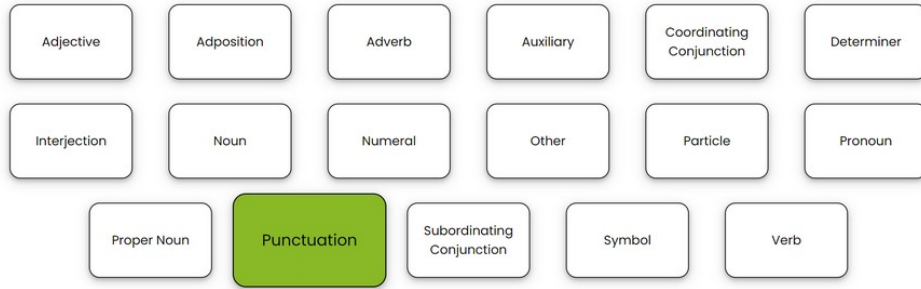 Adjective
Adposition
Adverb
Auxiliary
Coordinating
Conjunction
Determiner
Interjection
Noun
Numeral
Other
Particle
Pronoun
Proper Noun
Punctuation
Subordinating
Conjunction
Symbol
Verb